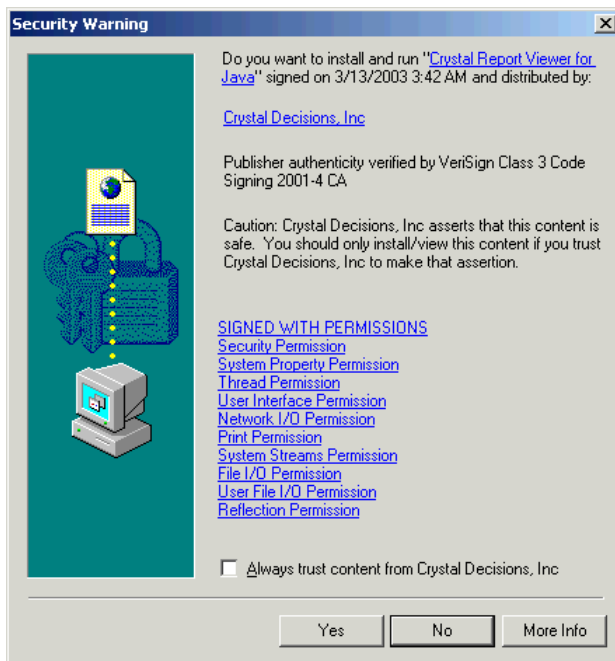 Security Warning
Do you want to install and run "Crystal Report Viewer for
Java" signed on 3/13/2003 3:42 AM and distributed by:
Crystal Decisions, Inc
Publisher authenticity verified by VeriSign Class 3 Code
Signing 2001-4 CA
Caution: Crystal Decisions, Inc asserts that this content is
safe. You should only install/view this content if you trust
Crystal Decisions, Inc to make that assertion.
SIGNED WITH PERMISSIONS
Security Permission
System Property Permission
Thread Permission
User Interface Permission
Network I/O Permission
Print Permission
System Streams Permission
File I/O Permission
User File I/O Permission
Reflection Permission
Always trust content from Crystal Decisions, Inc
Yes No More Info